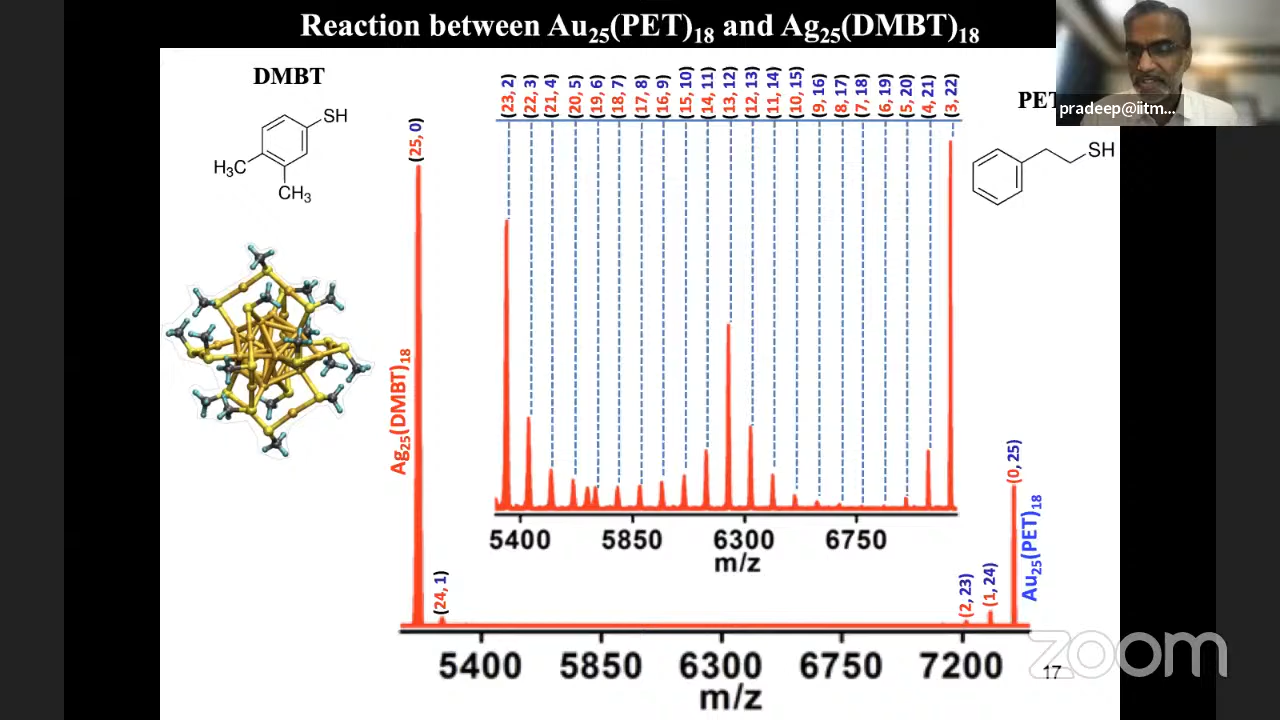 Reaction between Au25(PET)18 and Ag25(DMBT)18
pradeep@iitm...
DMBT
SH
H3C
CH3
PET
SH
(25, 0)
(23, 2)
(22, 3)
(21, 4)
(20, 5)
(19, 6)
(18, 7)
(17, 8)
(16, 9)
(15, 10)
(14, 11)
(13, 12)
(12, 13)
(11, 14)
(10, 15)
(9, 16)
(8, 17)
(7, 18)
(6, 19)
(5, 20)
(4, 21)
(3, 22)
Ag25(DMBT)18
5400 5850 6300 6750
m/z
(24, 1)
(2, 23)
(1, 24)
(0, 25)
Au25(PET)18
5400 5850 6300 6750 7200
m/z
17
zoom